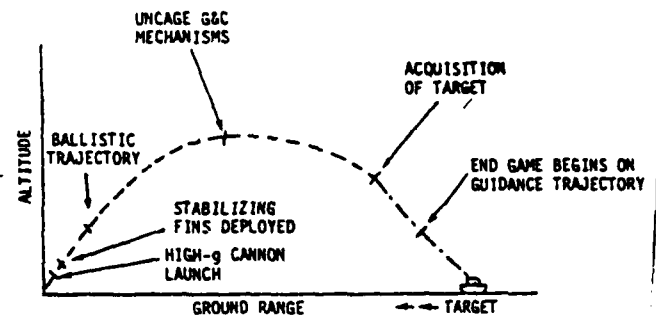 UNCAGE G&C
MECHANISMS
ACQUISITION
OF TARGET
BALLISTIC
TRAJECTORY
END GAME BEGINS ON
GUIDANCE TRAJECTORY
ALTITUDE
STABILIZING
FINS DEPLOYED
HIGH-g CANNON
LAUNCH
GROUND RANGE
TARGET